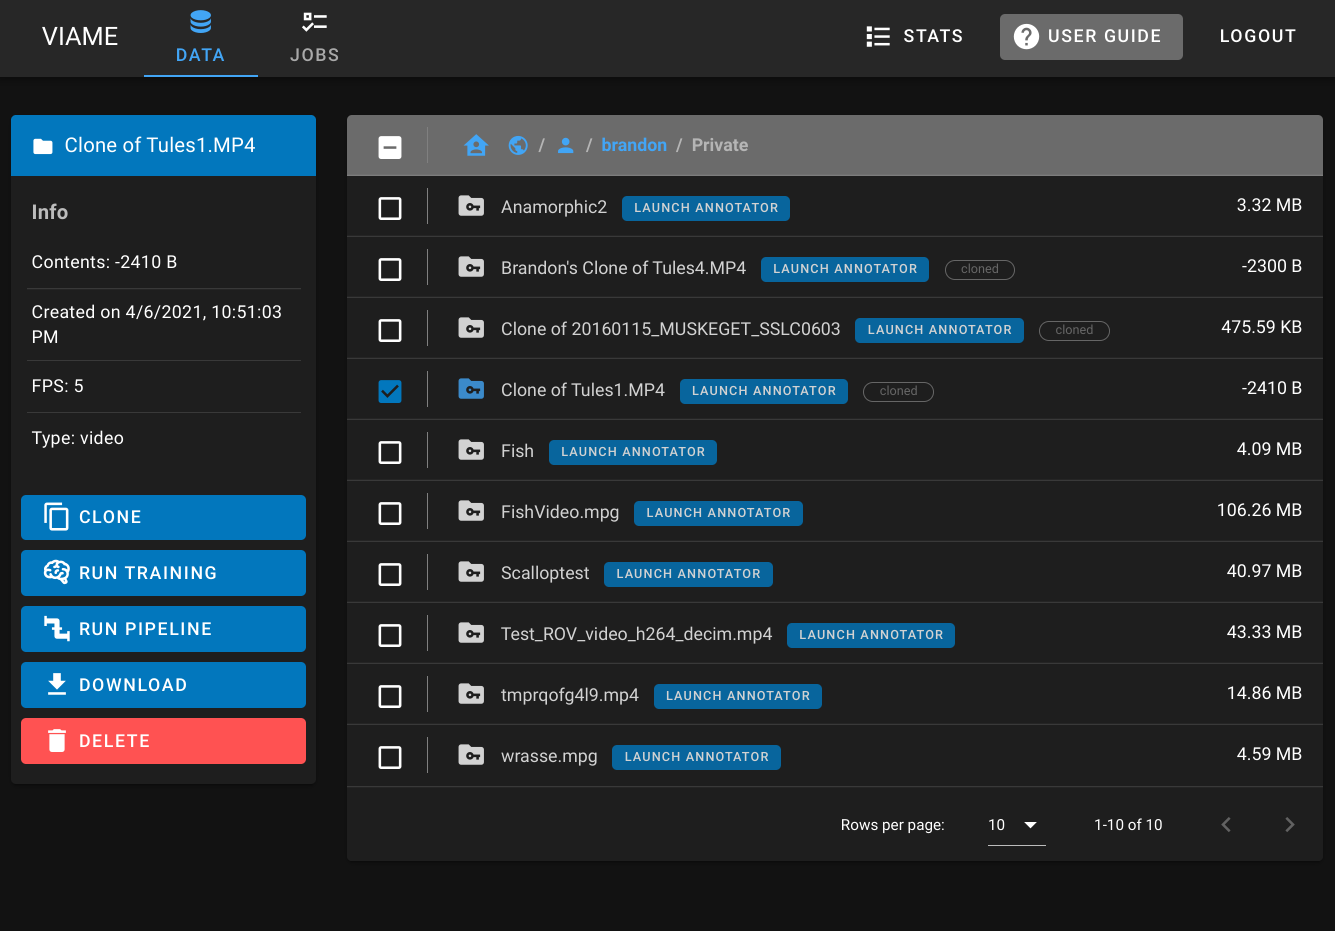 VIAME
DATA
JOBS
STATS
USER GUIDE
LOGOUT
Clone of Tules1.MP4
Info
Contents: -2410 B
Created on 4/6/2021, 10:51:03
PM
FPS: 5
Type: video
CLONE
RUN TRAINING
RUN PIPELINE
DOWNLOAD
DELETE
/ / brandon / Private
Anamorphic2 LAUNCH ANNOTATOR 3.32 MB
Brandon's Clone of Tules4.MP4 LAUNCH ANNOTATOR cloned -2300 B
Clone of 20160115_MUSKEGET_SSLC0603 LAUNCH ANNOTATOR cloned 475.59 KB
Clone of Tules1.MP4 LAUNCH ANNOTATOR cloned -2410 B
Fish LAUNCH ANNOTATOR 4.09 MB
FishVideo.mpg LAUNCH ANNOTATOR 106.26 MB
Scalloptest LAUNCH ANNOTATOR 40.97 MB
Test_ROV_video_h264_decim.mp4 LAUNCH ANNOTATOR 43.33 MB
tmprqofg4l9.mp4 LAUNCH ANNOTATOR 14.86 MB
wrasse.mpg LAUNCH ANNOTATOR 4.59 MB
Rows per page: 10 1-10 of 10